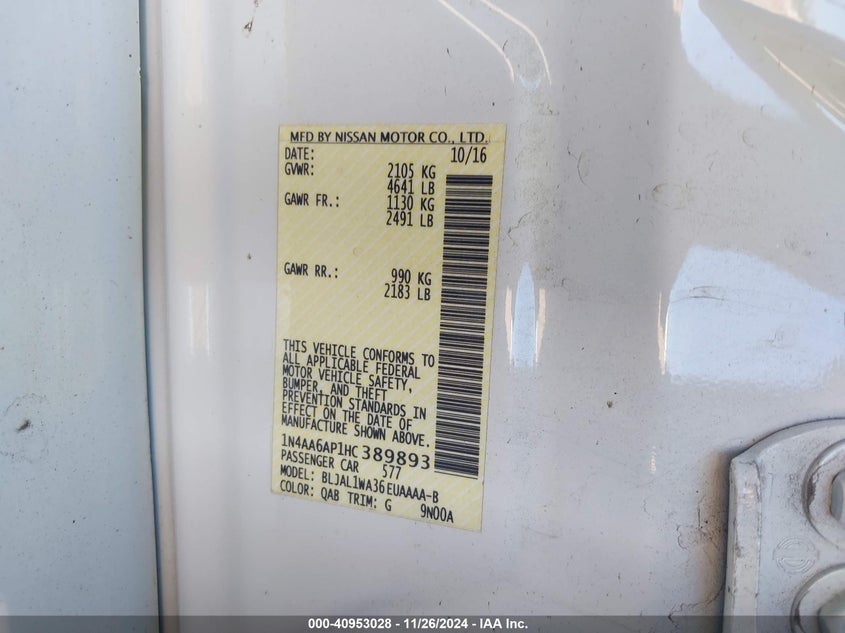 MFD BY NISSAN MOTOR CO., LTD.
DATE: 10/16
GVWR: 2105 KG
4641 LB
GAWR FR.: 1130 KG
2491 LB
GAWR RR.: 990 KG
2183 LB
THIS VEHICLE CONFORMS TO
ALL APPLICABLE FEDERAL
MOTOR VEHICLE SAFETY,
BUMPER, AND THEFT
PREVENTION STANDARDS IN
EFFECT ON THE DATE OF
MANUFACTURE SHOWN ABOVE.
1N4AA6AP1HC389893
PASSENGER CAR 577
MODEL: BLJAL1WA36EUAAAA-B
COLOR: QAB TRIM: G 9N00A
000-40953028 - 11/26/2024 - IAA Inc.